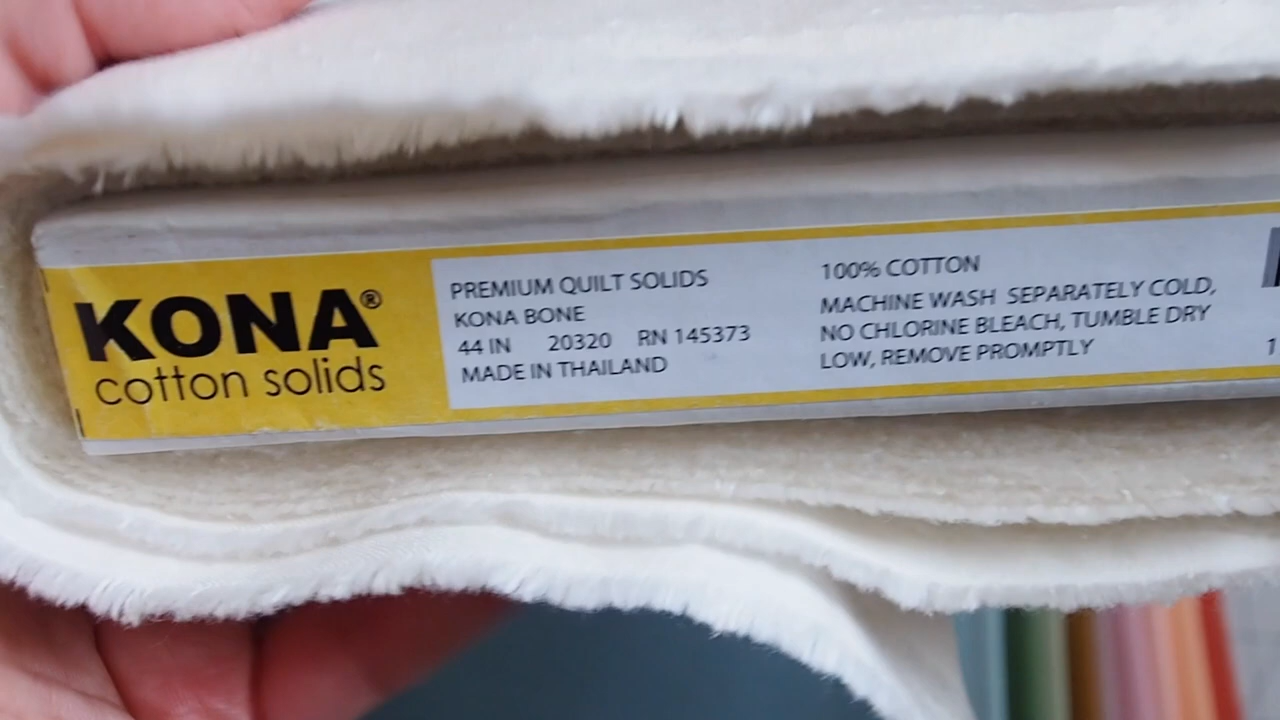 KONA®
cotton solids
PREMIUM QUILT SOLIDS
KONA BONE
44 IN 20320 RN 145373
MADE IN THAILAND
100% COTTON
MACHINE WASH SEPARATELY COLD,
NO CHLORINE BLEACH, TUMBLE DRY
LOW, REMOVE PROMPTLY
1